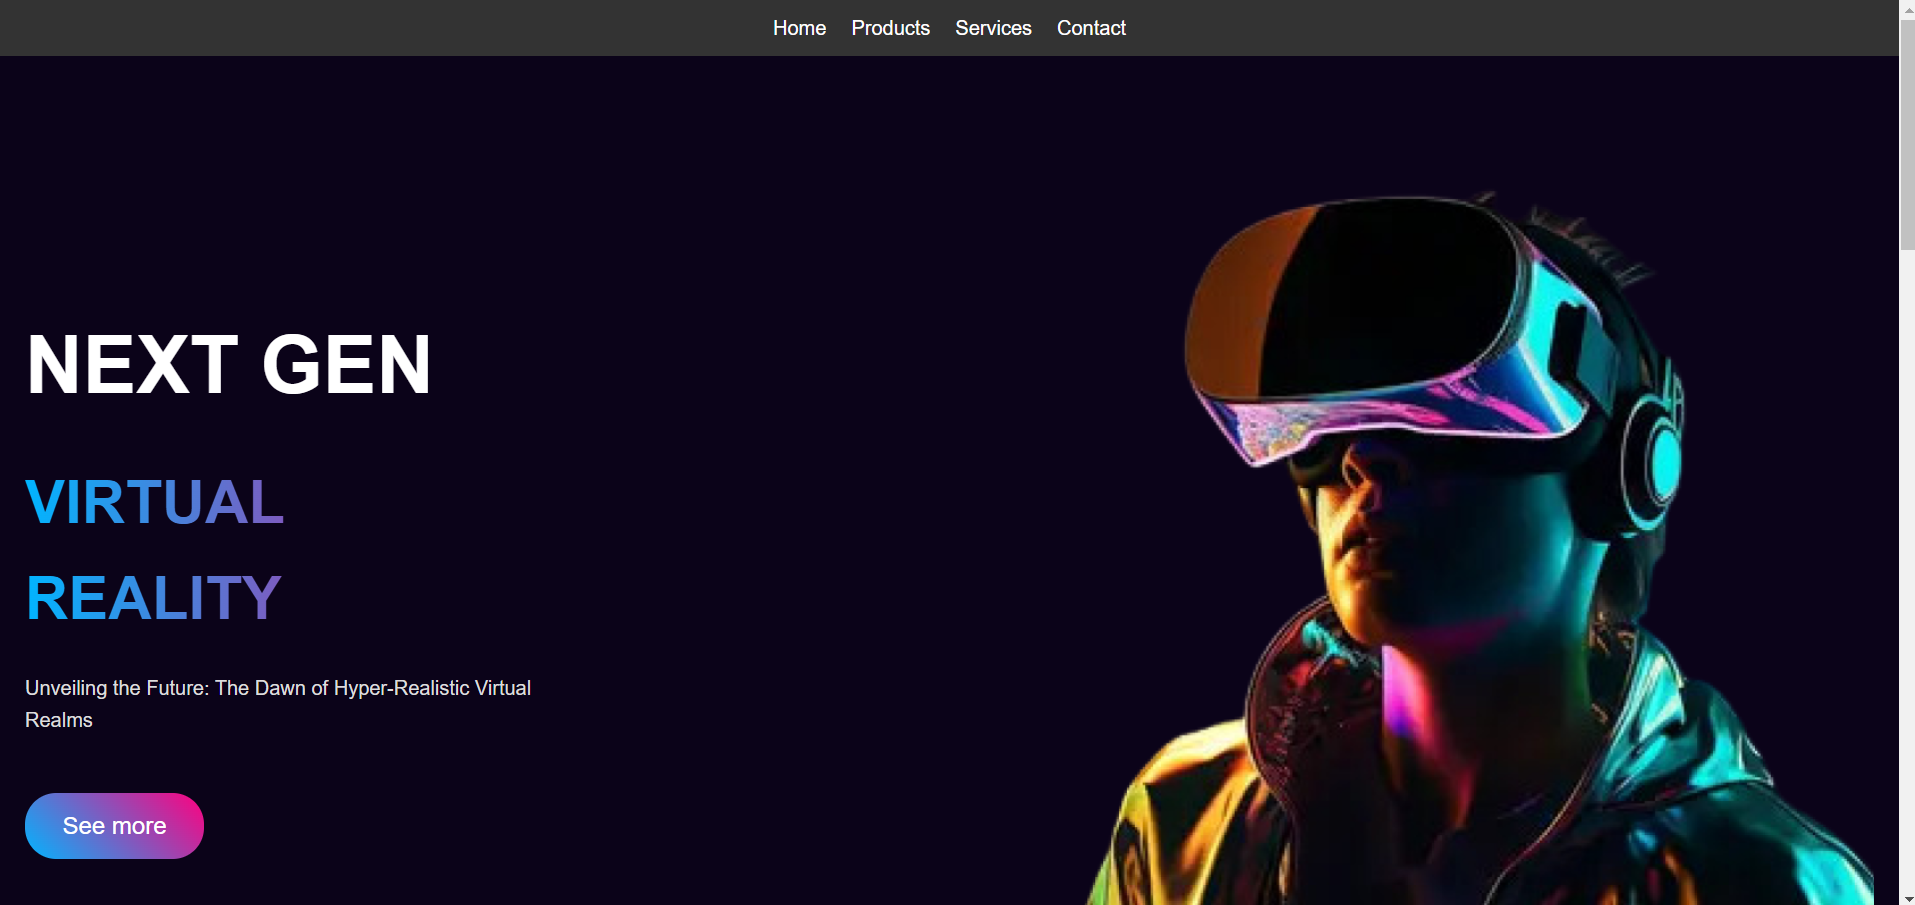 Home Products Services Contact
NEXT GEN
VIRTUAL
REALITY
Unveiling the Future: The Dawn of Hyper-Realistic Virtual
Realms
See more